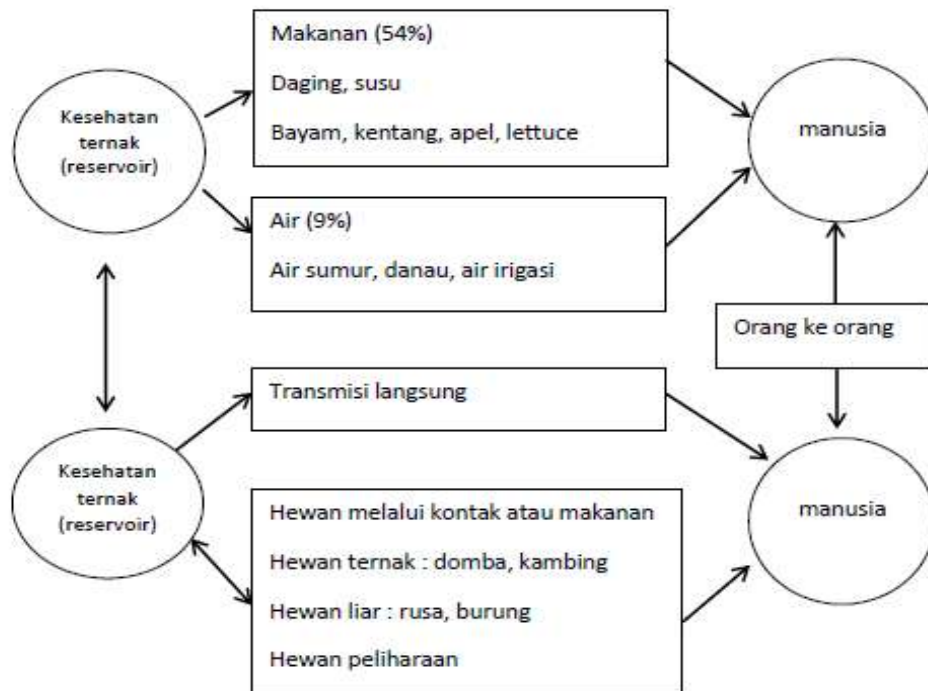 Kesehatan
ternak
(reservoir)
Makanan (54%)
Daging, susu
Bayam, kentang, apel, lettuce
manusia
Air (9%)
Air sumur, danau, air irigasi
Orang ke orang
Transmisi langsung
Kesehatan
ternak
(reservoir)
Hewan melalui kontak atau makanan
Hewan ternak : domba, kambing
Hewan liar : rusa, burung
Hewan peliharaan
manusia